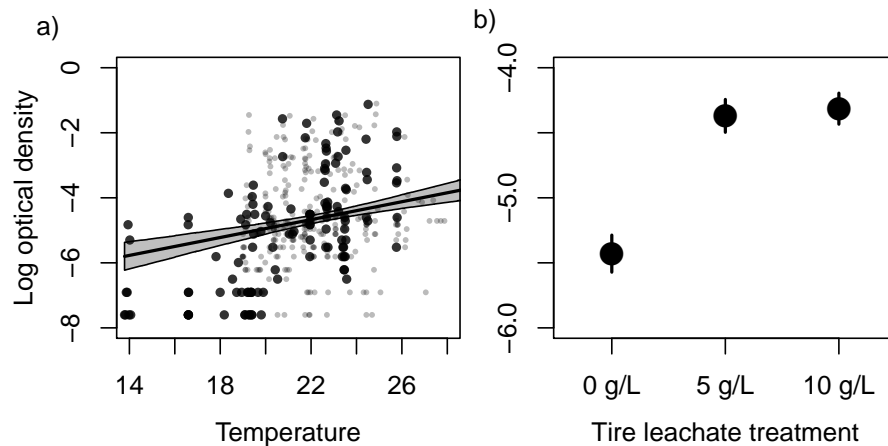 a)
b)
Log optical density
0
−2
−4
−6
−8
14 18 22 26
Temperature
−4.0
−5.0
−6.0
0 g/L 5 g/L 10 g/L
Tire leachate treatment